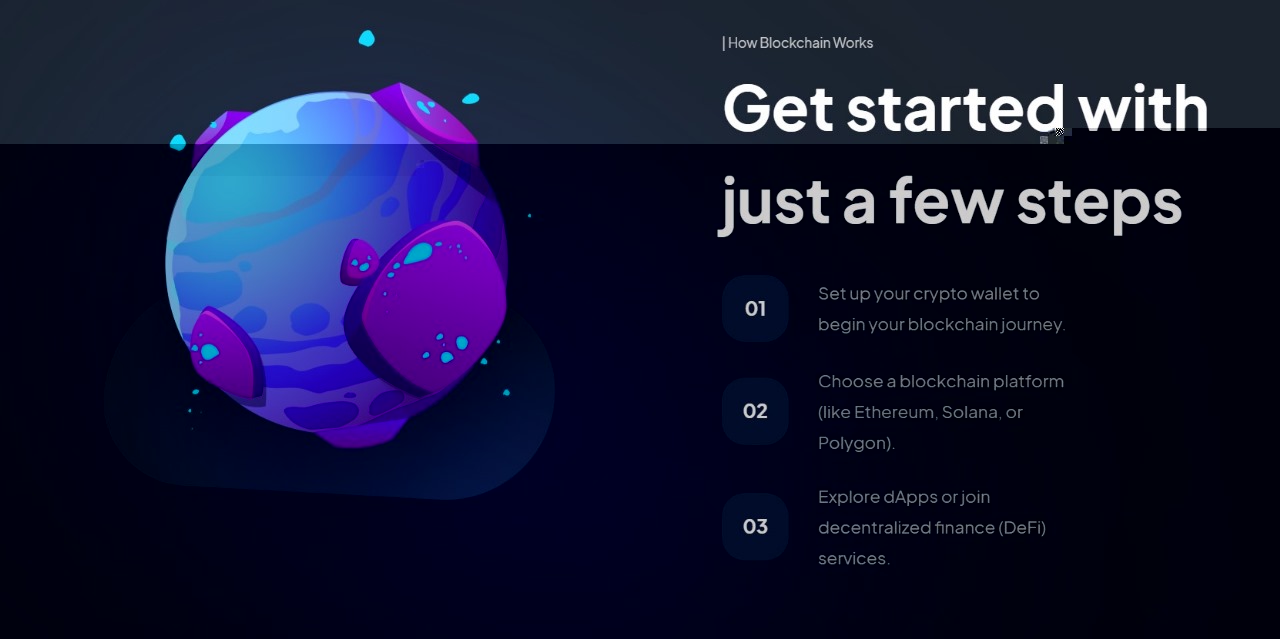 | How Blockchain Works
Get started with
just a few steps
01
Set up your crypto wallet to
begin your blockchain journey.
02
Choose a blockchain platform
(like Ethereum, Solana, or
Polygon).
03
Explore dApps or join
decentralized finance (DeFi)
services.